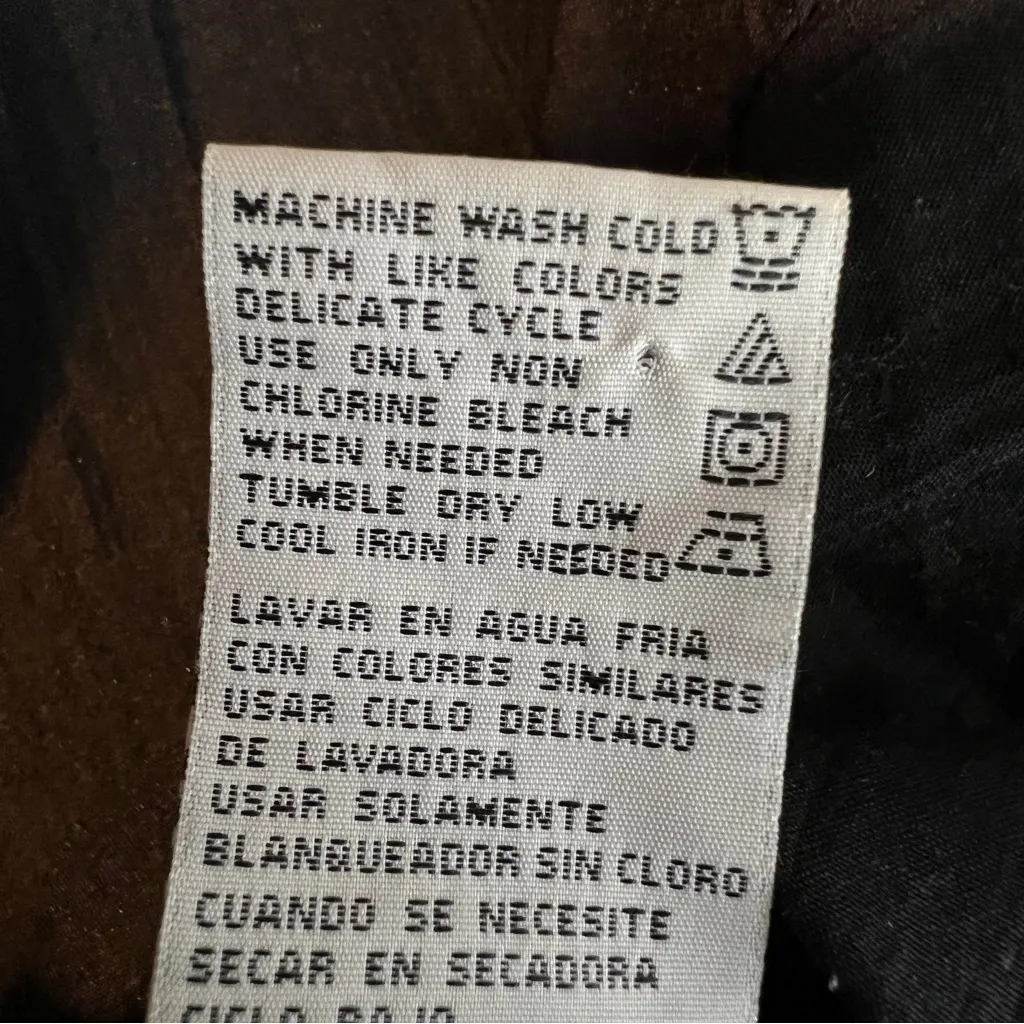 MACHINE WASH COLD
WITH LIKE COLORS
DELICATE CYCLE
USE ONLY NON
CHLORINE BLEACH
WHEN NEEDED
TUMBLE DRY LOW
COOL IRON IF NEEDED
LAVAR EN AGUA FRIA
CON COLORES SIMILARES
USAR CICLO DELICADO
DE LAVADORA
USAR SOLAMENTE
BLANQUEADOR SIN CLORO
CUANDO SE NECESITE
SECAR EN SECADORA
CICLO BAJO